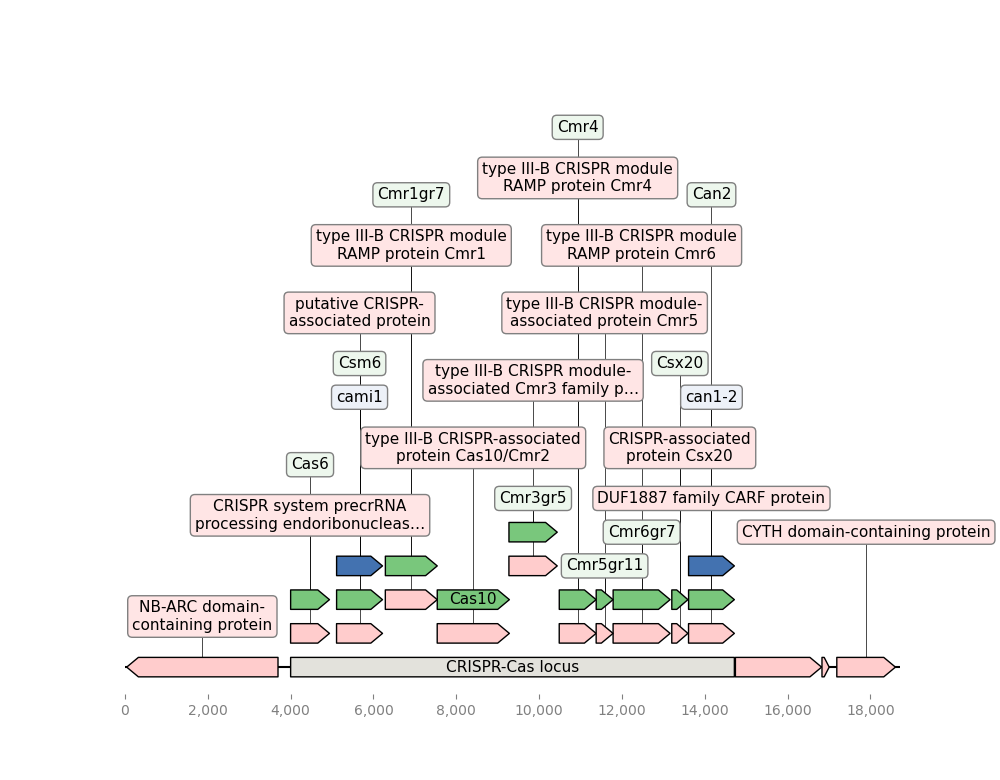 Cmr4
type III-B CRISPR module
RAMP protein Cmr4
Cmr1gr7
Can2
type III-B CRISPR module
RAMP protein Cmr1
type III-B CRISPR module
RAMP protein Cmr6
putative CRISPR-
associated protein
type III-B CRISPR module-
associated protein Cmr5
Csm6
Csx20
type III-B CRISPR module-
associated Cmr3 family p...
cami1
can1-2
type III-B CRISPR-associated
protein Cas10/Cmr2
CRISPR-associated
protein Csx20
Cas6
CRISPR system precrRNA
processing endoribonucleas...
Cmr3gr5
DUF1887 family CARF protein
Cmr6gr7
CYTH domain-containing protein
Cmr5gr11
Cas10
NB-ARC domain-
containing protein
CRISPR-Cas locus
0 2,000 4,000 6,000 8,000 10,000 12,000 14,000 16,000 18,000